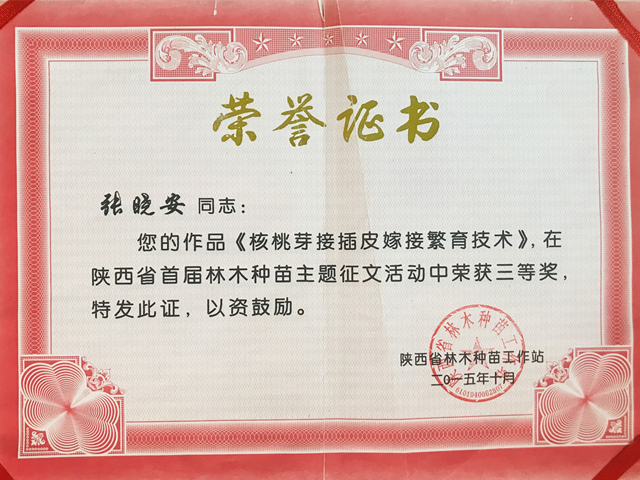 荣誉证书
张晓安 同志：
您的作品《核桃芽接插皮嫁接繁育技术》，在
陕西省首届林木种苗主题征文活动中荣获三等奖，
特发此证，以资鼓励。
陕西省林木种苗工作站
二〇一五年十月